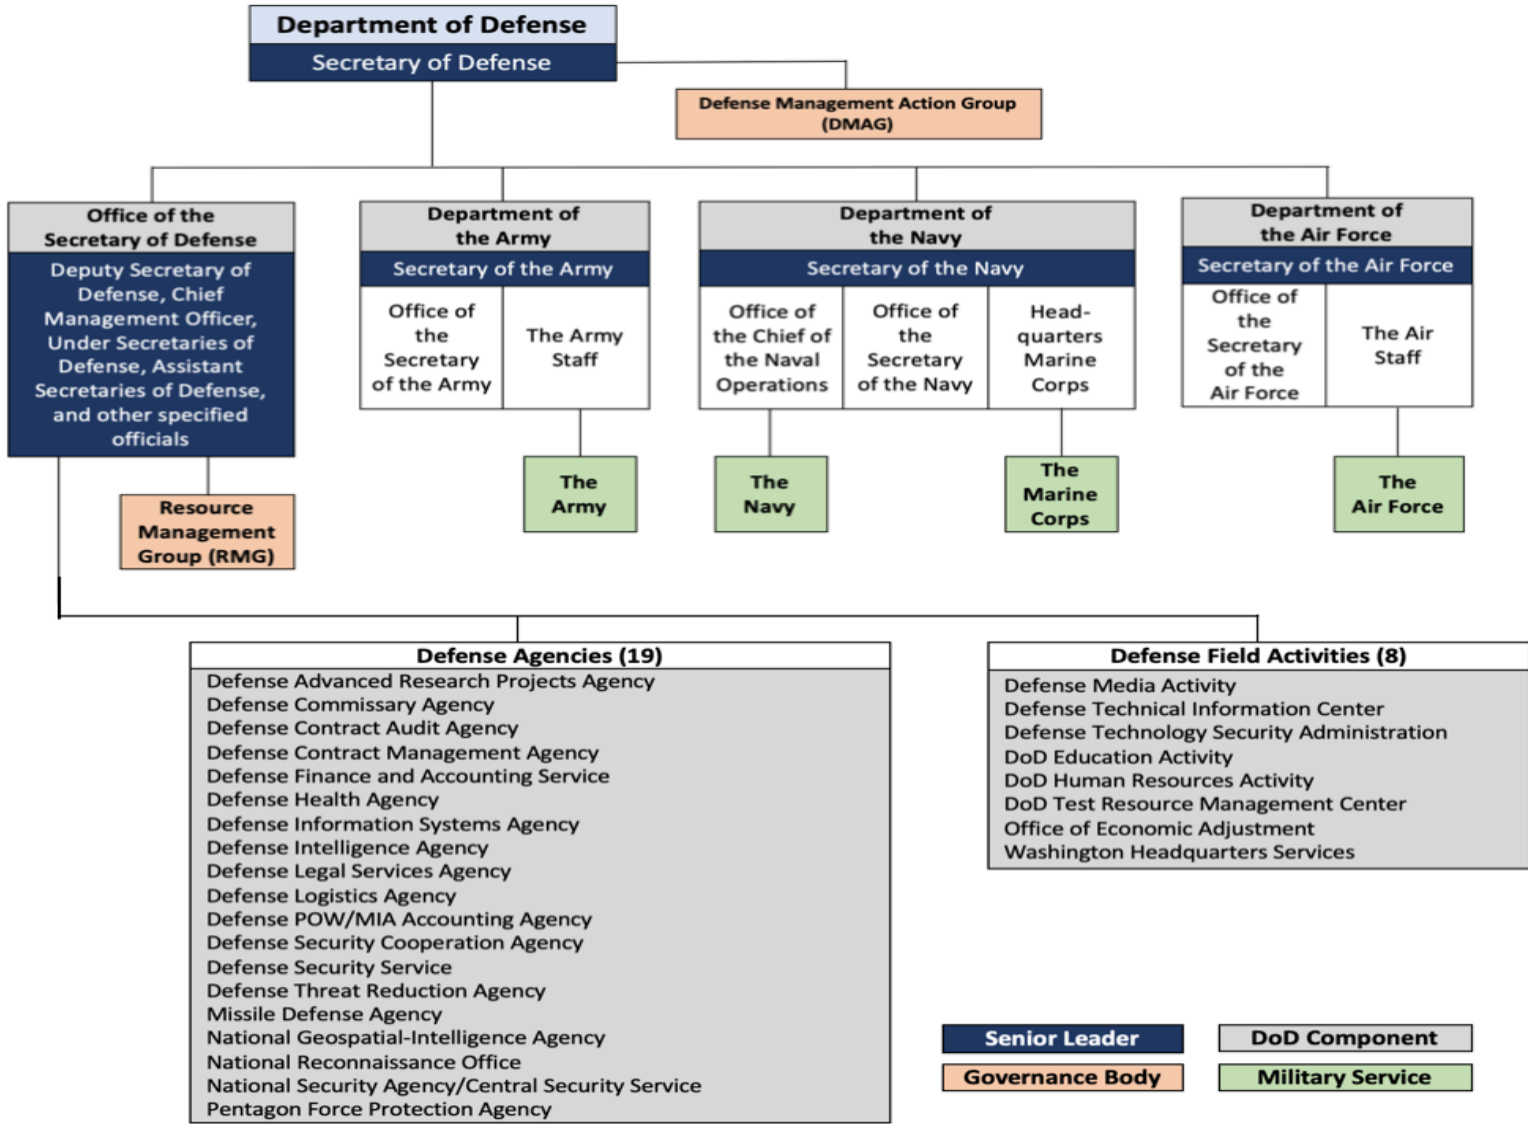 Department of Defense
Secretary of Defense
Defense Management Action Group
(DMAG)
Office of the
Secretary of Defense
Deputy Secretary of
Defense, Chief
Management Officer,
Under Secretaries of
Defense, Assistant
Secretaries of Defense,
and other specified
officials
Resource
Management
Group (RMG)
Department of
the Army
Secretary of the Army
Office of
the
Secretary
of the Army
The Army
Staff
The
Army
Department of
the Navy
Secretary of the Navy
Office of
the Chief of
the Naval
Operations
Office of
the
Secretary
of the Navy
Head-
quarters
Marine
Corps
The
Navy
The
Marine
Corps
Department of
the Air Force
Secretary of the Air Force
Office of
the
Secretary
of the
Air Force
The Air
Staff
The
Air Force
Defense Agencies (19)
Defense Advanced Research Projects Agency
Defense Commissary Agency
Defense Contract Audit Agency
Defense Contract Management Agency
Defense Finance and Accounting Service
Defense Health Agency
Defense Information Systems Agency
Defense Intelligence Agency
Defense Legal Services Agency
Defense Logistics Agency
Defense POW/MIA Accounting Agency
Defense Security Cooperation Agency
Defense Security Service
Defense Threat Reduction Agency
Missile Defense Agency
National Geospatial-Intelligence Agency
National Reconnaissance Office
National Security Agency/Central Security Service
Pentagon Force Protection Agency
Defense Field Activities (8)
Defense Media Activity
Defense Technical Information Center
Defense Technology Security Administration
DoD Education Activity
DoD Human Resources Activity
DoD Test Resource Management Center
Office of Economic Adjustment
Washington Headquarters Services
Senior Leader
DoD Component
Governance Body
Military Service